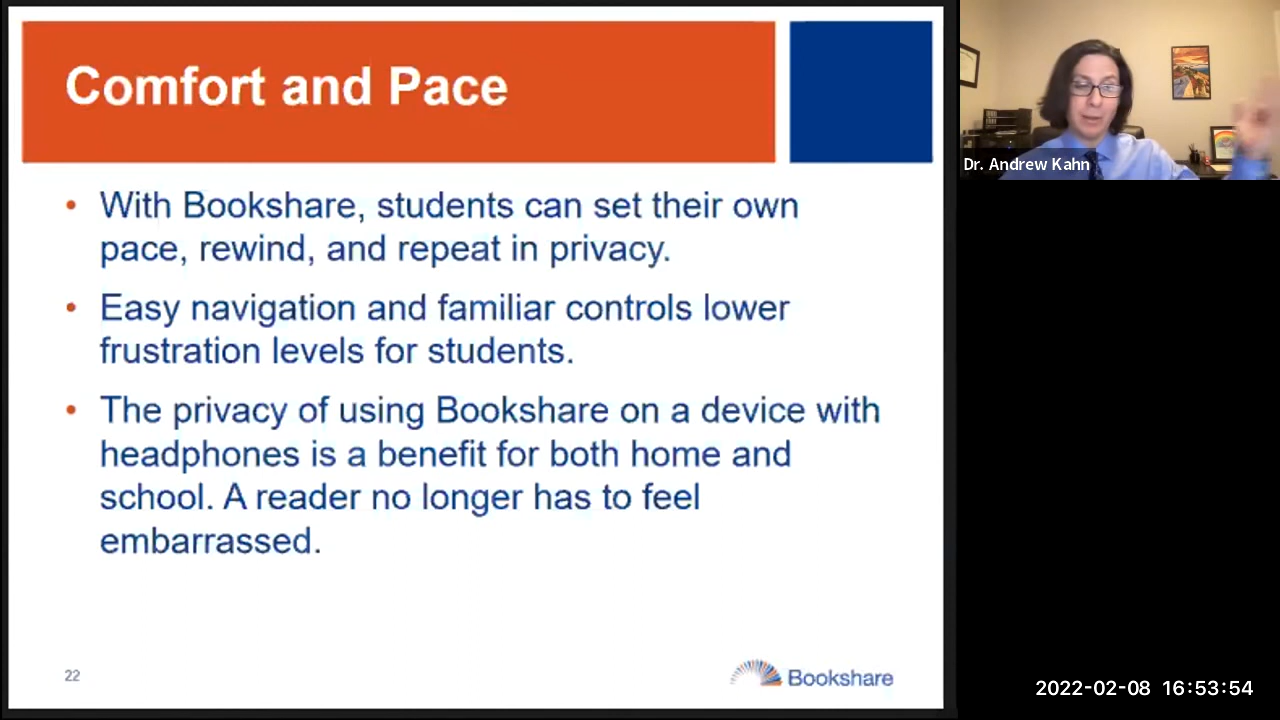 Comfort and Pace
• With Bookshare, students can set their own
pace, rewind, and repeat in privacy.
• Easy navigation and familiar controls lower
frustration levels for students.
• The privacy of using Bookshare on a device with
headphones is a benefit for both home and
school. A reader no longer has to feel
embarrassed.
22
Bookshare
Dr. Andrew Kahn
2022-02-08 16:53:54